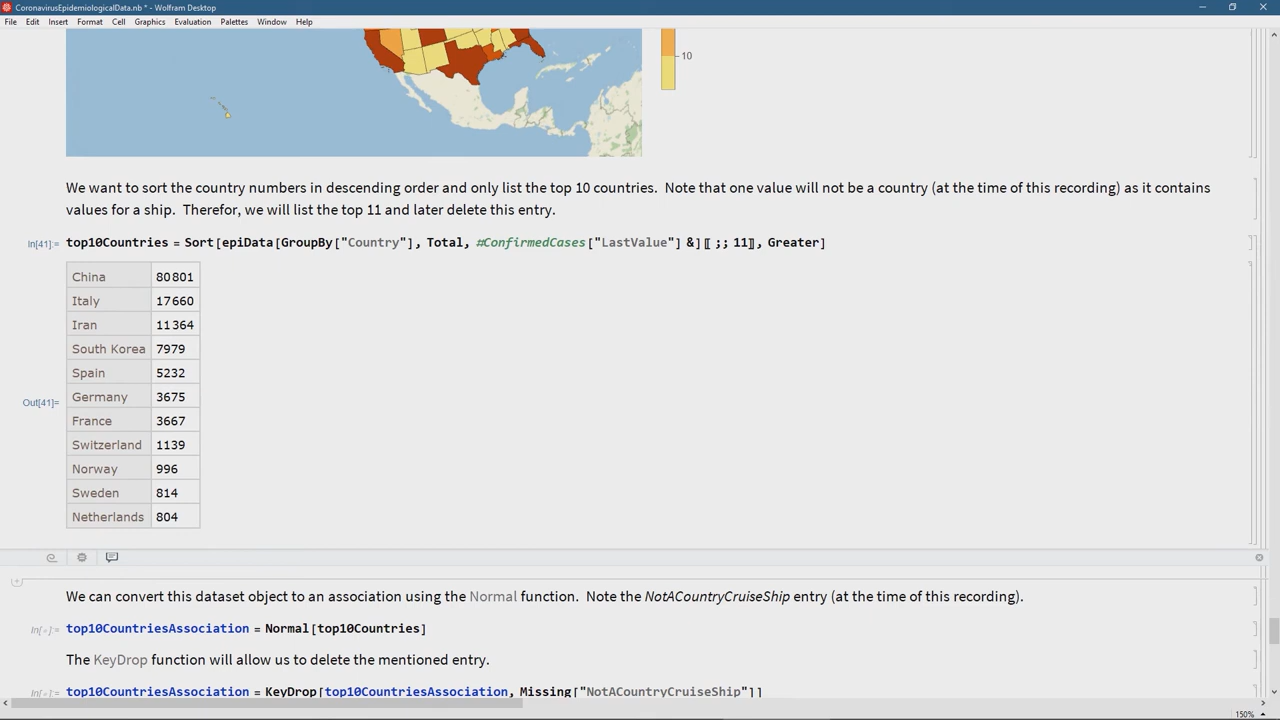 CoronavirusEpidemiologicalData.nb * - Wolfram Desktop
File Edit Insert Format Cell Graphics Evaluation Palettes Window Help
10
We want to sort the country numbers in descending order and only list the top 10 countries. Note that one value will not be a country (at the time of this recording) as it contains
values for a ship. Therefor, we will list the top 11 and later delete this entry.
In[41]:= top10Countries = Sort[epiData[GroupBy["Country"], Total, #ConfirmedCases["LastValue"] &]⟦ ;; 11⟧, Greater]
China 80801
Italy 17660
Iran 11364
South Korea 7979
Spain 5232
Germany 3675
Out[41]=
France 3667
Switzerland 1139
Norway 996
Sweden 814
Netherlands 804
We can convert this dataset object to an association using the Normal function. Note the NotACountryCruiseShip entry (at the time of this recording).
In[∘]:= top10CountriesAssociation = Normal[top10Countries]
The KeyDrop function will allow us to delete the mentioned entry.
In[∘]:= top10CountriesAssociation = KeyDrop[top10CountriesAssociation, Missing["NotACountryCruiseShip"]]
150%